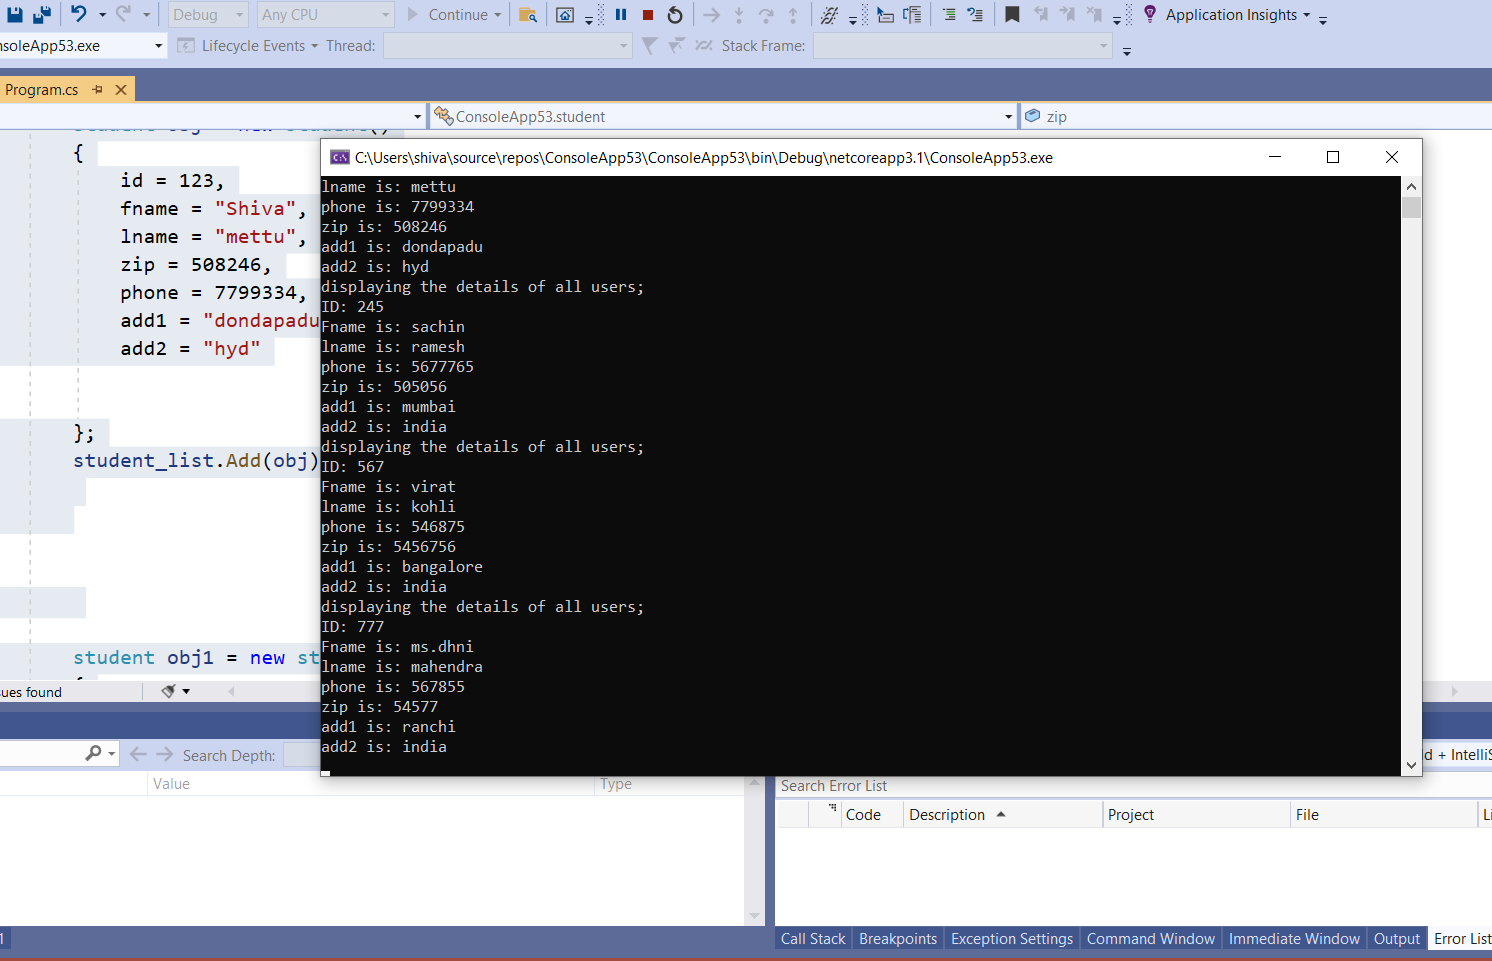 Debug
Any CPU
Continue
Application Insights
nsoleApp53.exe
Lifecycle Events
Thread:
Stack Frame:
Program.cs
ConsoleApp53.student
zip
{
id = 123,
fname = "Shiva",
lname = "mettu",
zip = 508246,
phone = 7799334,
add1 = "dondapadu
add2 = "hyd"
};
student_list.Add(obj)
student obj1 = new st
C:\Users\shiva\source\repos\ConsoleApp53\ConsoleApp53\bin\Debug\netcoreapp3.1\ConsoleApp53.exe
lname is: mettu
phone is: 7799334
zip is: 508246
add1 is: dondapadu
add2 is: hyd
displaying the details of all users;
ID: 245
Fname is: sachin
lname is: ramesh
phone is: 5677765
zip is: 505056
add1 is: mumbai
add2 is: india
displaying the details of all users;
ID: 567
Fname is: virat
lname is: kohli
phone is: 546875
zip is: 5456756
add1 is: bangalore
add2 is: india
displaying the details of all users;
ID: 777
Fname is: ms.dhni
lname is: mahendra
phone is: 567855
zip is: 54577
add1 is: ranchi
add2 is: india
ues found
Search Depth:
Value
Type
d + IntelliS
Search Error List
Code
Description
Project
File
Li
1
Call Stack
Breakpoints
Exception Settings
Command Window
Immediate Window
Output
Error List